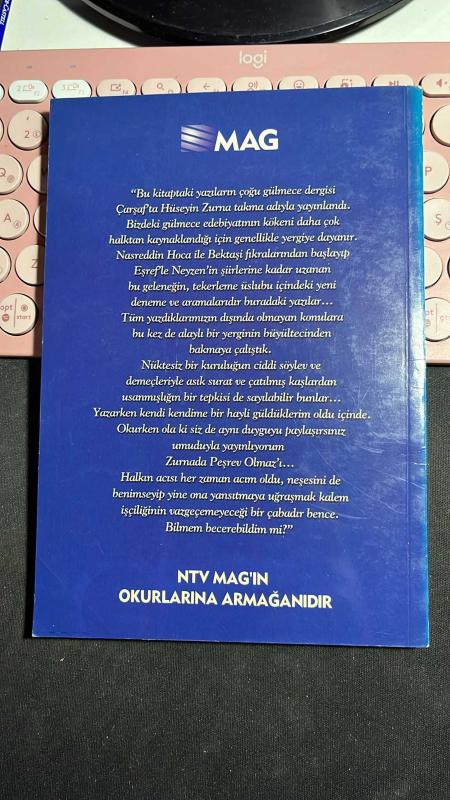 logi
MAG
"Bu kitaptaki yazıların çoğu gülmece dergisi
Çarşaf'ta Hüseyin Zurna takma adıyla yayınlandı.
Bizdeki gülmece edebiyatının kökeni daha çok
halktan kaynaklandığı için genellikle yergiye dayanır.
Nasreddin Hoca ile Bektaşi fıkralarından başlayıp
Eşref'le Neyzen'in şiirlerine kadar uzanan
bu geleneğin, tekerleme üslubu içindeki yeni
deneme ve aramalarıdır buradaki yazılar...
Tüm yazdıklarımızın dışında olmayan konulara
bu kez de alaylı bir yerginin büyültecinden
bakmaya çalıştık.
Nüktesiz bir kuruluğun ciddi söylev ve
demeçleriyle asık surat ve çatılmış kaşlardan
usanmışlığın bir tepkisi de sayılabilir bunlar...
Yazarken kendi kendime bir hayli güldüklerim oldu içinde.
Okurken ola ki siz de aynı duyguyu paylaşırsınız
umuduyla yayınlıyorum
Zurnada Peşrev Olmaz'ı...
Halkın acısı her zaman acım oldu, neşesini de
benimseyip yine ona yansıtmaya uğraşmak kalem
işçiliğinin vazgeçemeyeceği bir çabadır bence.
Bilmem becerebildim mi?"
NTV MAG'IN
OKURLARINA ARMAĞANIDIR